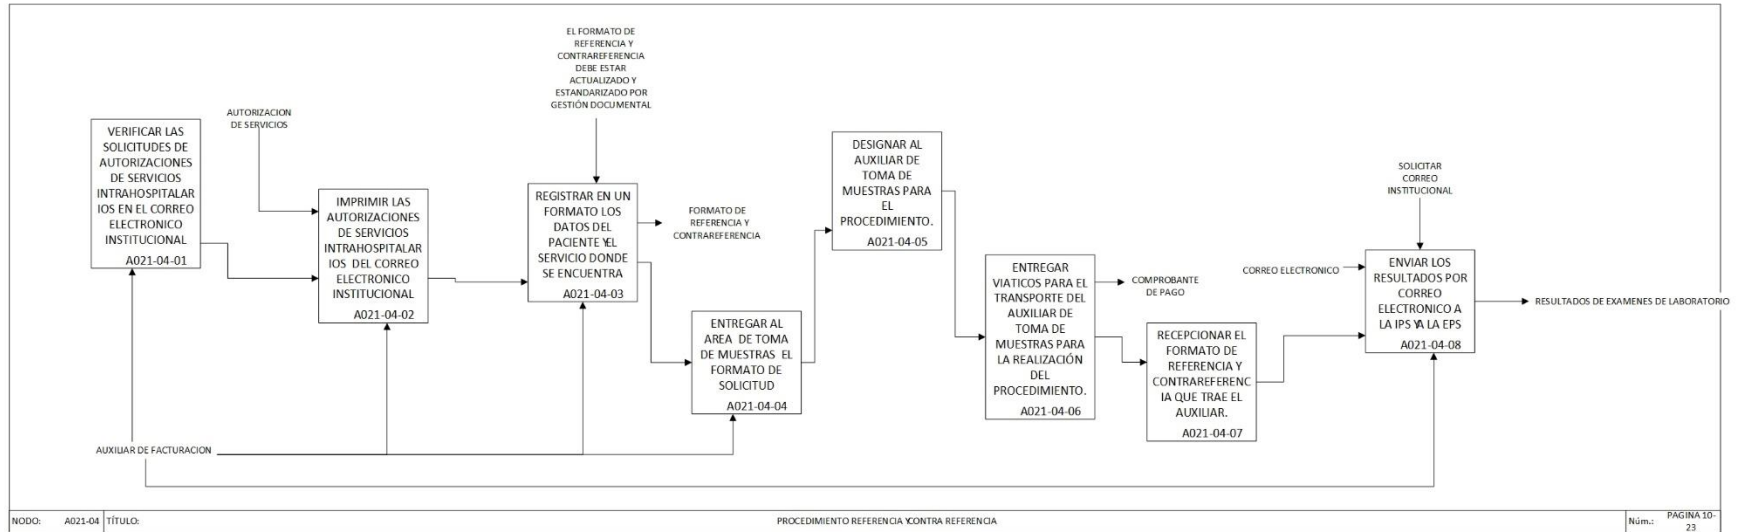 VERIFICAR LAS
SOLICITUDES DE
AUTORIZACIONES
DE SERVICIOS
INTRAHOSPITALAR
IOS EN EL CORREO
ELECTRONICO
INSTITUCIONAL
A021-04-01
AUTORIZACION
DE SERVICIOS
IMPRIMIR LAS
AUTORIZACIONES
DE SERVICIOS
INTRAHOSPITALAR
IOS DEL CORREO
ELECTRONICO
INSTITUCIONAL
A021-04-02
EL FORMATO DE
REFERENCIA Y
CONTRAREFERENCIA
DEBE ESTAR
ACTUALIZADO Y
ESTANDARIZADO POR
GESTIÓN DOCUMENTAL
REGISTRAR EN UN
FORMATO LOS
DATOS DEL
PACIENTE Y EL
SERVICIO DONDE
SE ENCUENTRA
A021-04-03
FORMATO DE
REFERENCIA Y
CONTRAREFERENCIA
ENTREGAR AL
AREA DE TOMA
DE MUESTRAS EL
FORMATO DE
SOLICITUD
A021-04-04
DESIGNAR AL
AUXILIAR DE
TOMA DE
MUESTRAS PARA
EL
PROCEDIMIENTO.
A021-04-05
ENTREGAR
VIATICOS PARA EL
TRANSPORTE DEL
AUXILIAR DE
TOMA DE
MUESTRAS PARA
LA REALIZACIÓN
DEL
PROCEDIMIENTO.
A021-04-06
COMPROBANTE
DE PAGO
RECEPCIONAR EL
FORMATO DE
REFERENCIA Y
CONTRAREFERENC
IA QUE TRAE EL
AUXILIAR.
A021-04-07
SOLICITAR
CORREO
INSTITUCIONAL
CORREO ELECTRONICO
ENVIAR LOS
RESULTADOS POR
CORREO
ELECTRONICO A
LA IPS Y A LA EPS
A021-04-08
RESULTADOS DE EXAMENES DE LABORATORIO
AUXILIAR DE FACTURACION
NODO: A021-04 TÍTULO: PROCEDIMIENTO REFERENCIA Y CONTRA REFERENCIA Núm.: PAGINA 10-
23